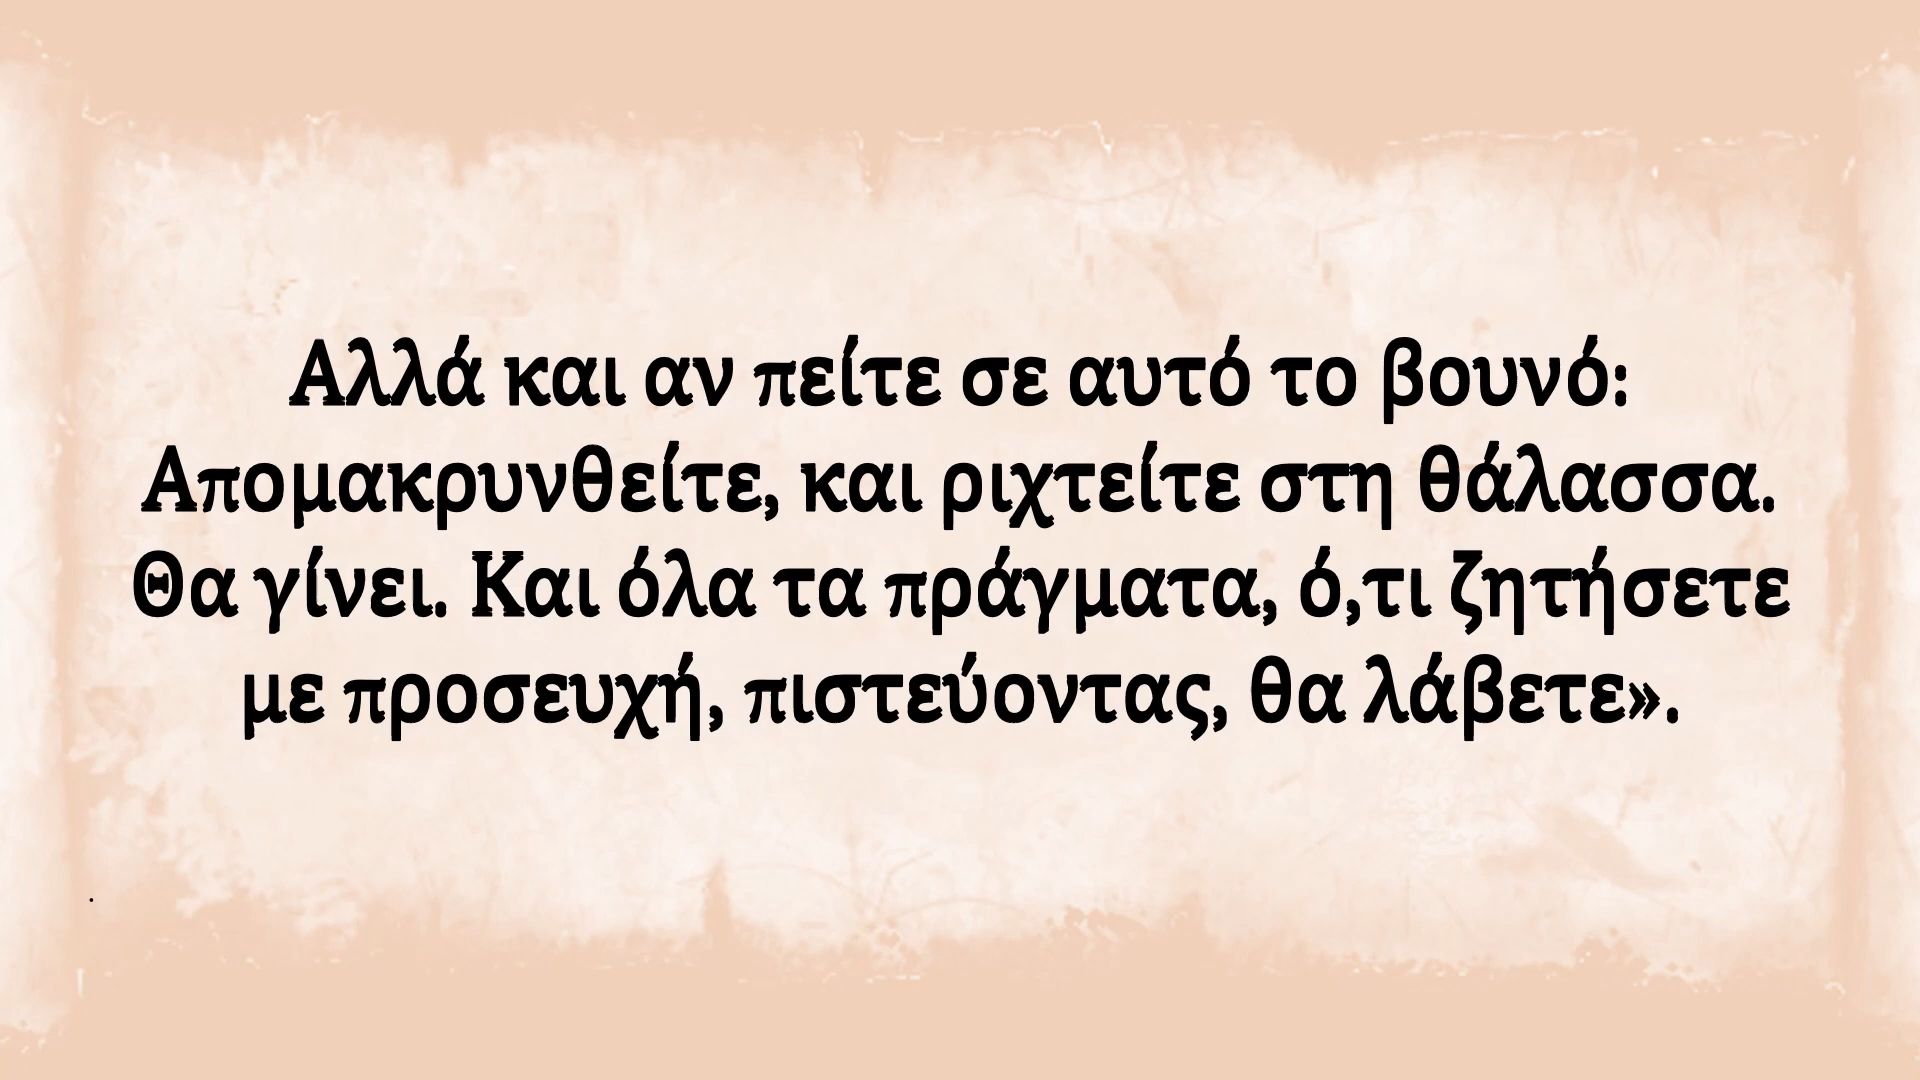 Αλλά και αν πείτε σε αυτό το βουνό:
Απομακρυνθείτε, και ριχτείτε στη θάλασσα.
Θα γίνει. Και όλα τα πράγματα, ό,τι ζητήσετε
με προσευχή, πιστεύοντας, θα λάβετε».
.